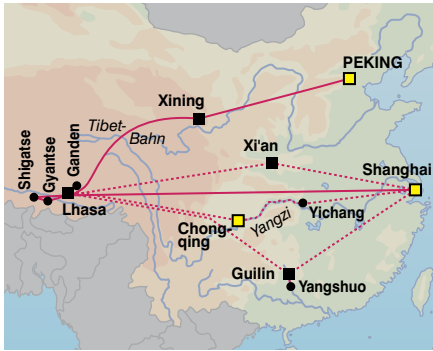 PEKING
Xining
Tibet-
Bahn
Xi'an
Shigatse
Gyantse
Ganden
Shanghai
Lhasa
Chong-
qing
Yangzi
Yichang
Guilin
Yangshuo